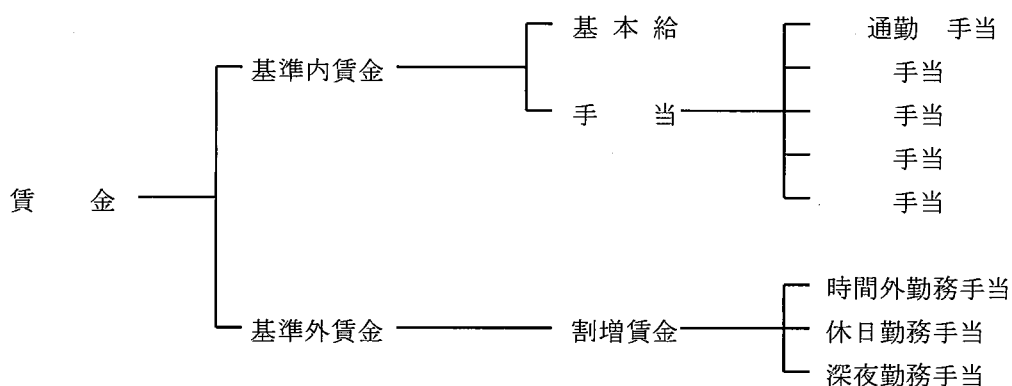 基本給
通勤 手当
基準内賃金
手当
手当
手当
手当
手当
賃金
時間外勤務手当
基準外賃金
割増賃金
休日勤務手当
深夜勤務手当